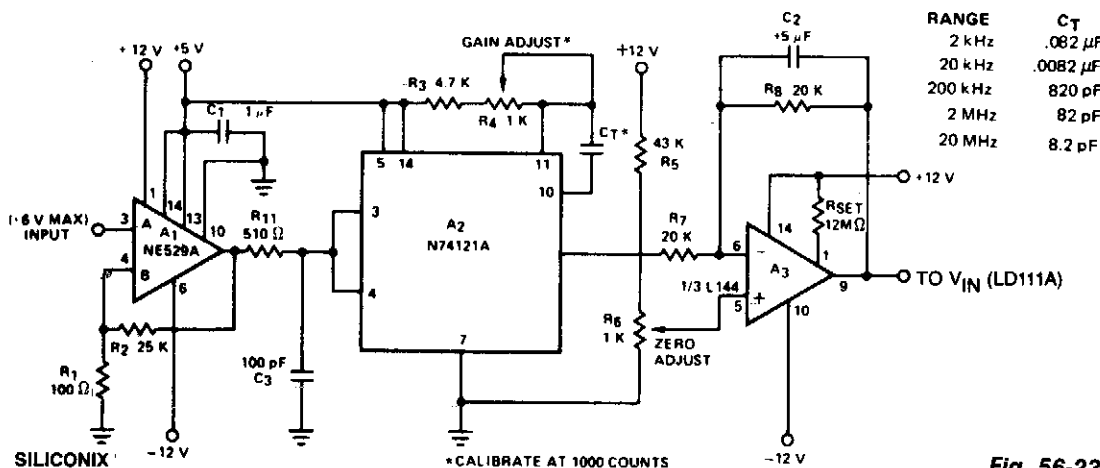 RANGE CT
2 kHz .082 µF
20 kHz .0082 µF
200 kHz 820 pF
2 MHz 82 pF
20 MHz 8.2 pF
+12 V
+5 V
GAIN ADJUST*
+12 V
C2
+5 µF
R3 4.7 K
R4 1 K
R8 20 K
C1
1 µF
CT*
43 K
R5
5
14
11
10
1
14
13
10
(·6 V MAX)
INPUT
3
A
A1
NE529A
4
B
6
R11
510 Ω
3
4
A2
N74121A
7
R7
20 K
6
−
A3
1/3 L144
5
+
14
1
9
10
RSET
12MΩ
+12 V
TO VIN (LD111A)
R2 25 K
R1
100 Ω
100 pF
C3
R6
1 K
ZERO
ADJUST
−12 V
−12 V
SILICONIX
*CALIBRATE AT 1000 COUNTS
Fig. 56-23